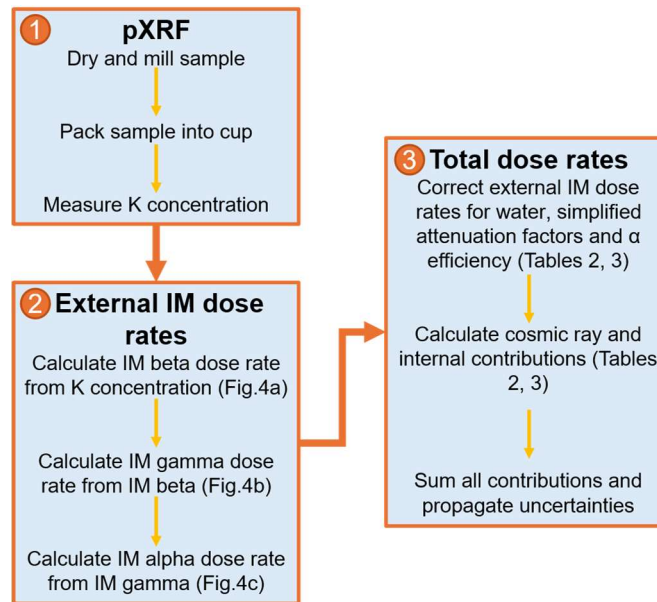 1 pXRF
Dry and mill sample
Pack sample into cup
Measure K concentration
2 External IM dose
rates
Calculate IM beta dose rate
from K concentration (Fig.4a)
Calculate IM gamma dose
rate from IM beta (Fig.4b)
Calculate IM alpha dose rate
from IM gamma (Fig.4c)
3 Total dose rates
Correct external IM dose
rates for water, simplified
attenuation factors and α
efficiency (Tables 2, 3)
Calculate cosmic ray and
internal contributions (Tables
2, 3)
Sum all contributions and
propagate uncertainties